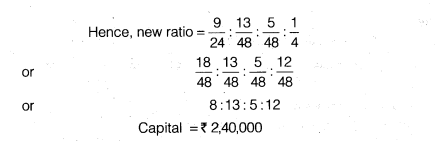 Hence, new ratio = 9/24 : 13/48 : 5/48 : 1/4
or 18/48 : 13/48 : 5/48 : 12/48
or 8 : 13 : 5 : 12
Capital = ₹ 2,40,000